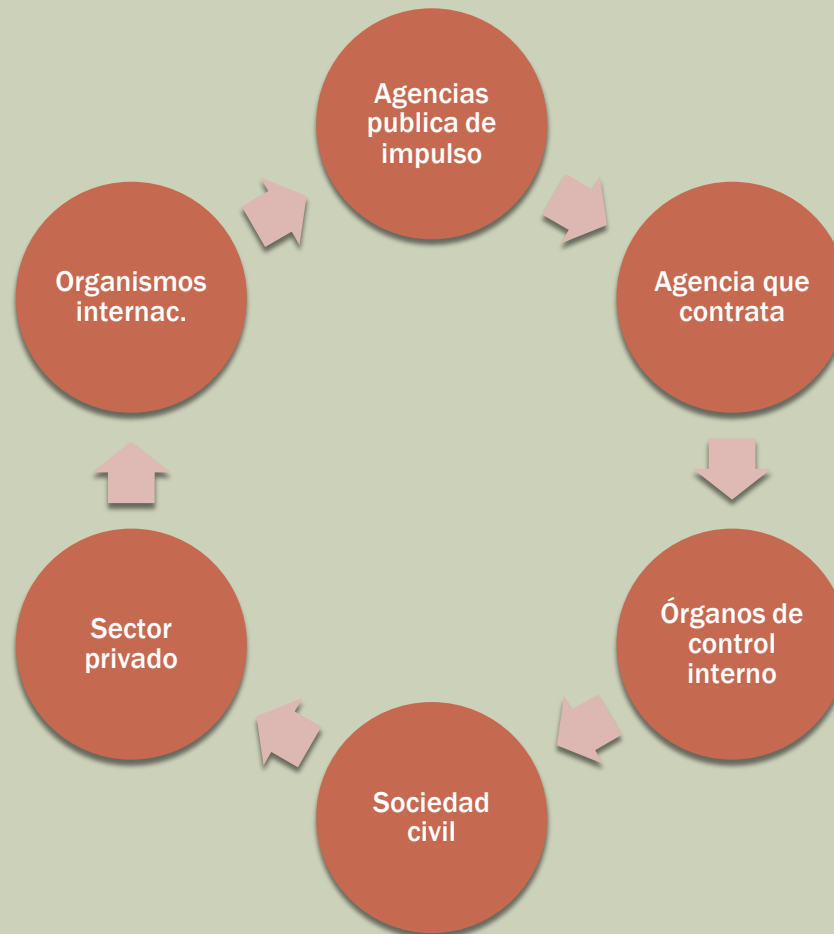 Agencias
publica de
impulso
Agencia que
contrata
Órganos de
control
interno
Sociedad
civil
Sector
privado
Organismos
internac.